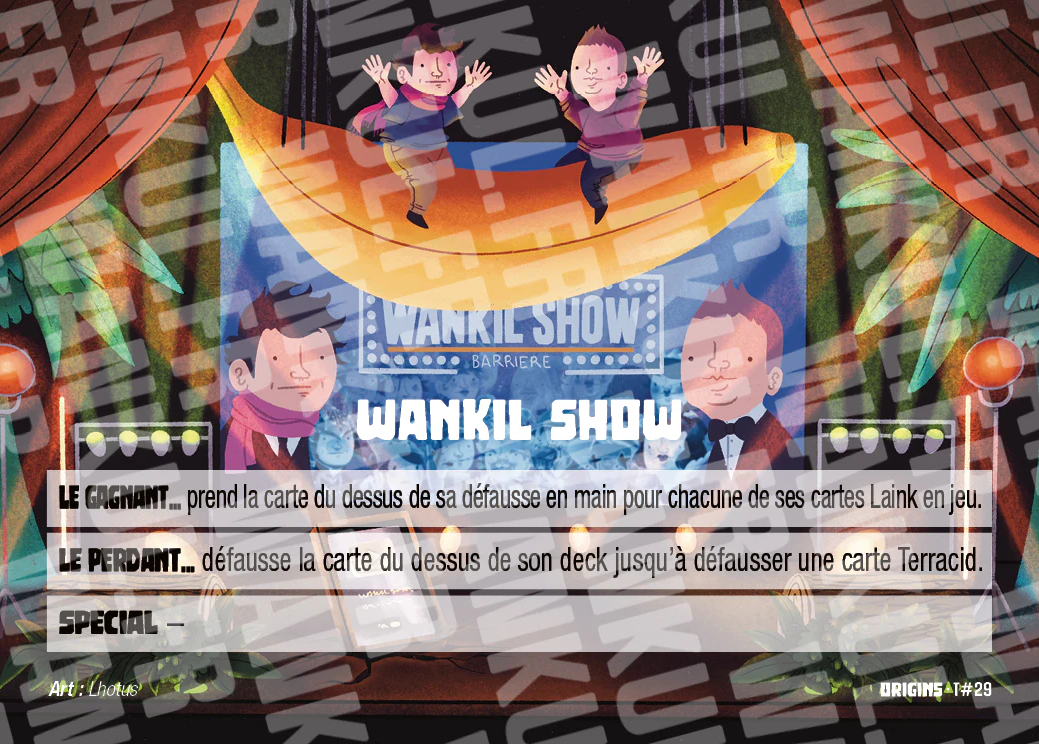 WANKIL SHOW
BARRIERE
WANKIL SHOW
LE GAGNANT... prend la carte du dessus de sa défausse en main pour chacune de ses cartes Laink en jeu.
LE PERDANT... défausse la carte du dessus de son deck jusqu'à défausser une carte Terracid.
SPECIAL –
Art : Lhotus
ORIGINS T#29